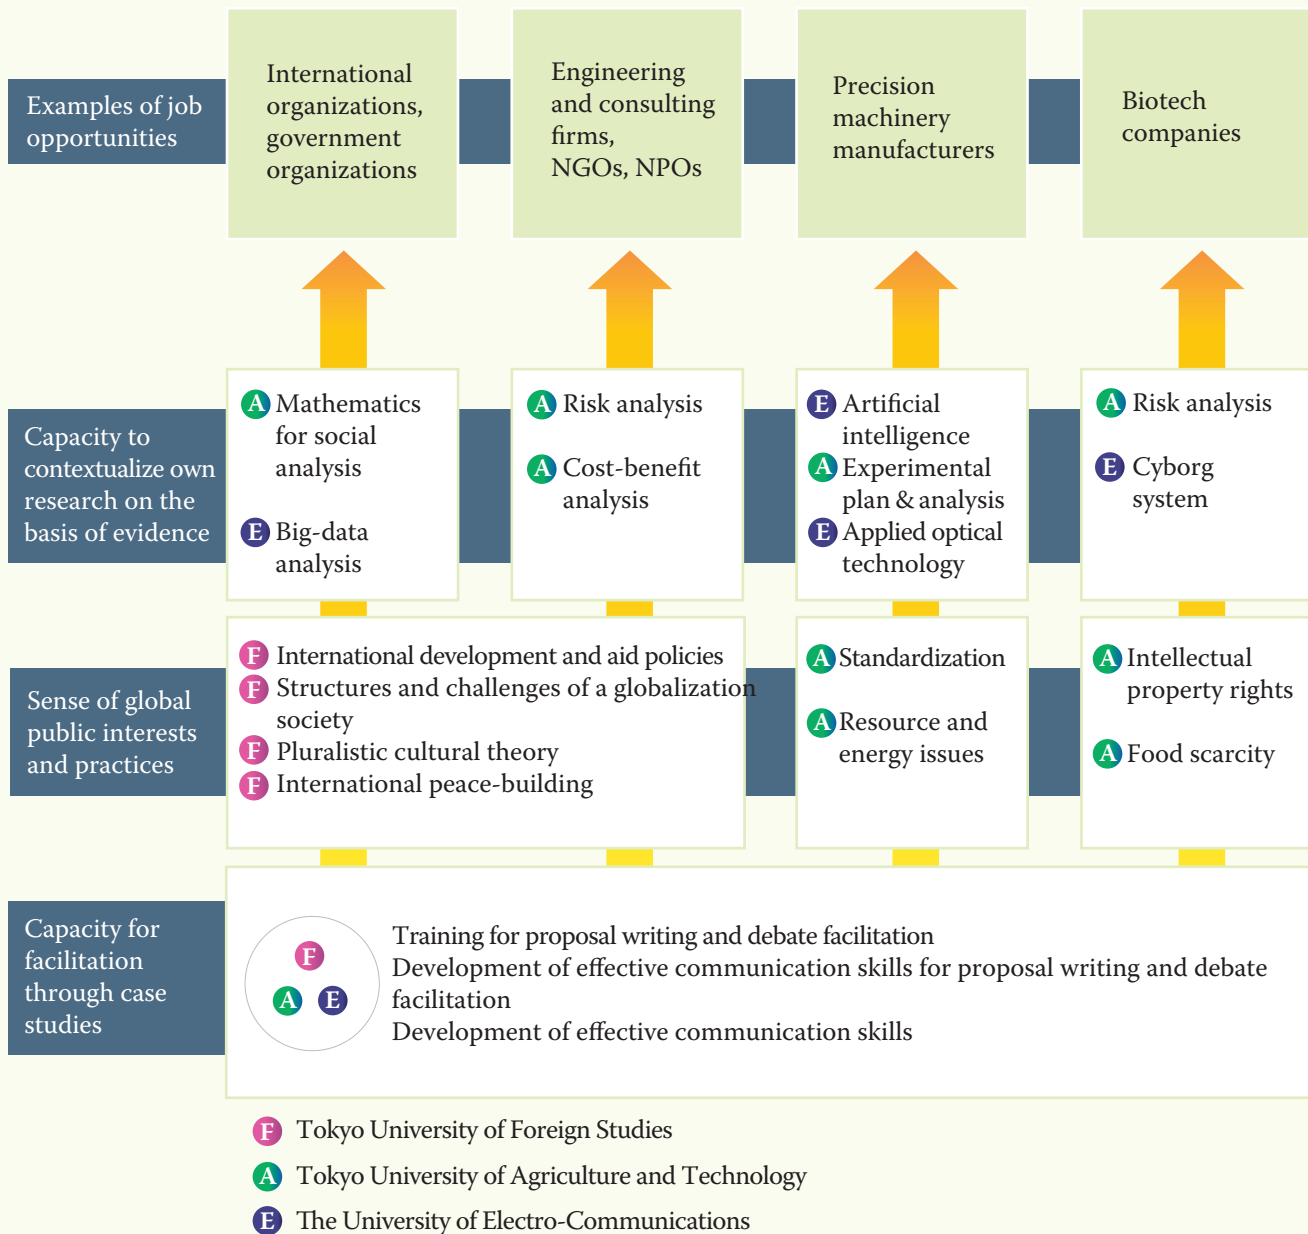 Examples of job
opportunities
International
organizations,
government
organizations
Engineering
and consulting
firms,
NGOs, NPOs
Precision
machinery
manufacturers
Biotech
companies
Capacity to
contextualize own
research on the
basis of evidence
A Mathematics
for social
analysis
E Big-data
analysis
A Risk analysis
A Cost-benefit
analysis
E Artificial
intelligence
A Experimental
plan & analysis
E Applied optical
technology
A Risk analysis
E Cyborg
system
Sense of global
public interests
and practices
F International development and aid policies
F Structures and challenges of a globalization
society
F Pluralistic cultural theory
F International peace-building
A Standardization
A Resource and
energy issues
A Intellectual
property rights
A Food scarcity
Capacity for
facilitation
through case
studies
F
A E
Training for proposal writing and debate facilitation
Development of effective communication skills for proposal writing and debate
facilitation
Development of effective communication skills
F Tokyo University of Foreign Studies
A Tokyo University of Agriculture and Technology
E The University of Electro-Communications